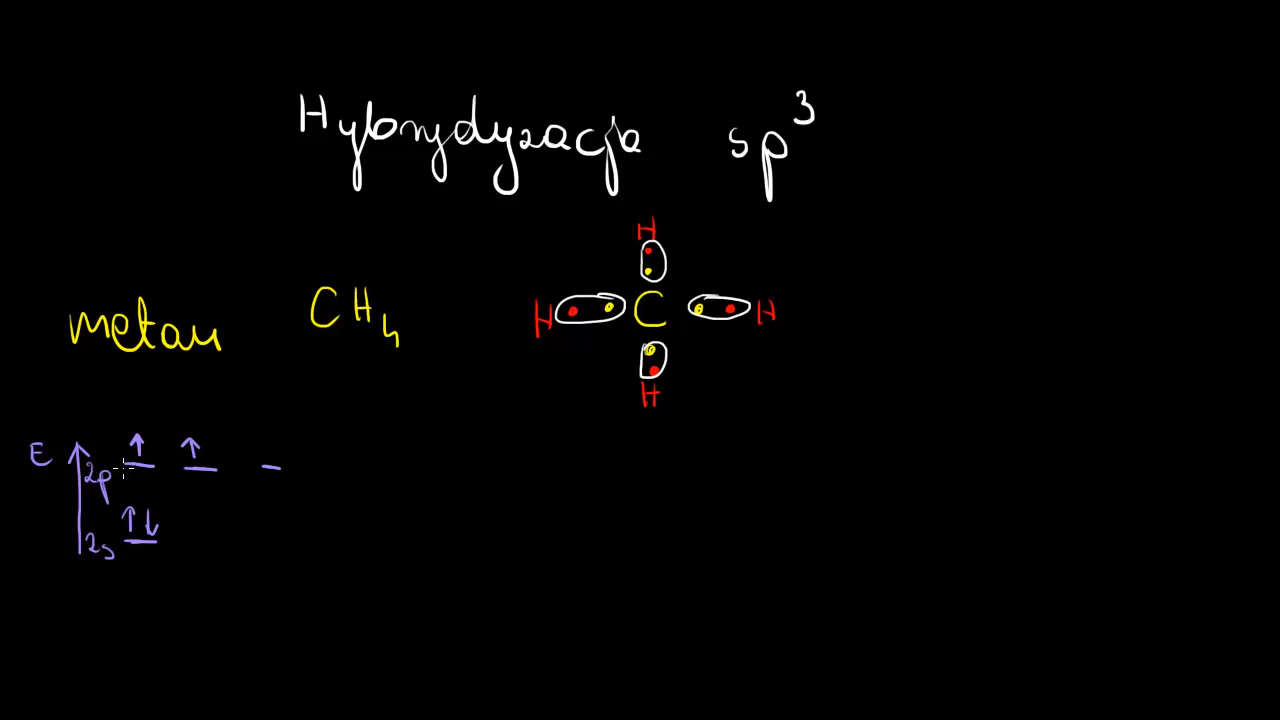 Hybrydyzacja sp³
H
metan CH₄ H C H
H
E 2p
2s